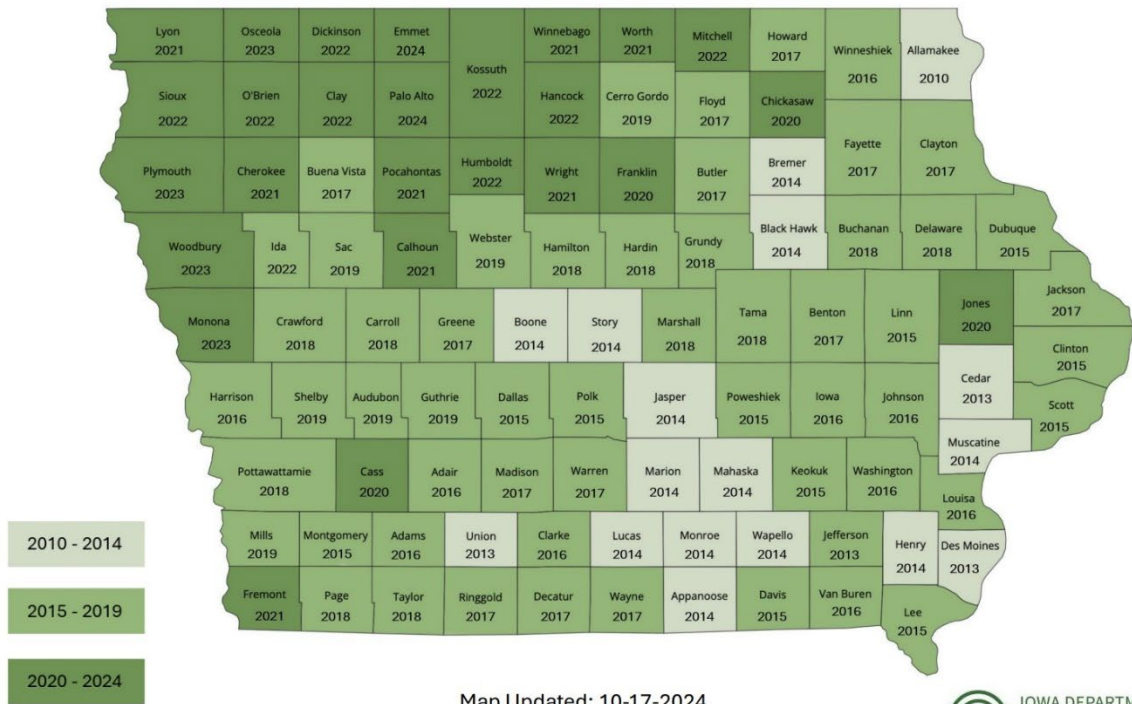 Lyon
2021
Osceola
2023
Dickinson
2022
Emmet
2024
Kossuth
2022
Winnebago
2021
Worth
2021
Mitchell
2022
Howard
2017
Winneshiek
2016
Allamakee
2010
Sioux
2022
O'Brien
2022
Clay
2022
Palo Alto
2024
Hancock
2022
Cerro Gordo
2019
Floyd
2017
Chickasaw
2020
Fayette
2017
Clayton
2017
Plymouth
2023
Cherokee
2021
Buena Vista
2017
Pocahontas
2021
Humboldt
2022
Wright
2021
Franklin
2020
Butler
2017
Bremer
2014
Woodbury
2023
Ida
2022
Sac
2019
Calhoun
2021
Webster
2019
Hamilton
2018
Hardin
2018
Grundy
2018
Black Hawk
2014
Buchanan
2018
Delaware
2018
Dubuque
2015
Monona
2023
Crawford
2018
Carroll
2018
Greene
2017
Boone
2014
Story
2014
Marshall
2018
Tama
2018
Benton
2017
Linn
2015
Jones
2020
Jackson
2017
Clinton
2015
Harrison
2016
Shelby
2019
Audubon
2019
Guthrie
2019
Dallas
2015
Polk
2015
Jasper
2014
Poweshiek
2015
Iowa
2016
Johnson
2016
Cedar
2013
Scott
2015
Muscatine
2014
Pottawattamie
2018
Cass
2020
Adair
2016
Madison
2017
Warren
2017
Marion
2014
Mahaska
2014
Keokuk
2015
Washington
2016
Louisa
2016
Mills
2019
Montgomery
2015
Adams
2016
Union
2013
Clarke
2016
Lucas
2014
Monroe
2014
Wapello
2014
Jefferson
2013
Henry
2014
Des Moines
2013
Fremont
2021
Page
2018
Taylor
2018
Ringgold
2017
Decatur
2017
Wayne
2017
Appanoose
2014
Davis
2015
Van Buren
2016
Lee
2015
2010 - 2014
2015 - 2019
2020 - 2024
Map Updated: 10-17-2024
IOWA DEPARTM